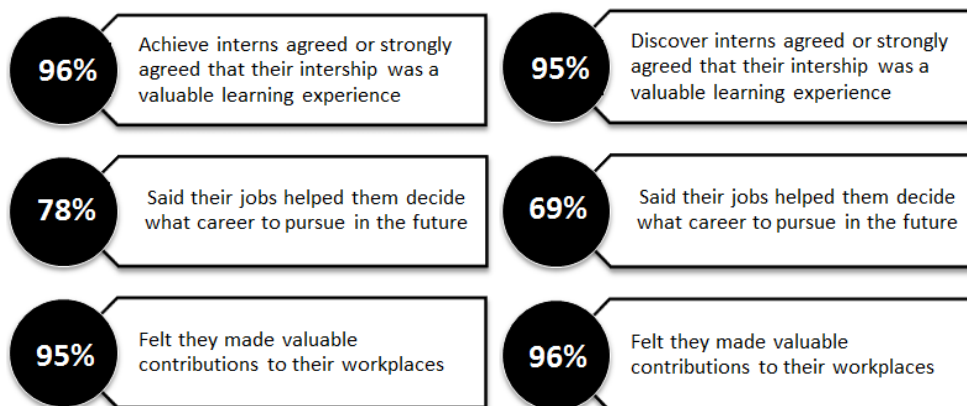 96%
Achieve interns agreed or strongly
agreed that their intership was a
valuable learning experience
95%
Discover interns agreed or strongly
agreed that their intership was a
valuable learning experience
78%
Said their jobs helped them decide
what career to pursue in the future
69%
Said their jobs helped them decide
what career to pursue in the future
95%
Felt they made valuable
contributions to their workplaces
96%
Felt they made valuable
contributions to their workplaces